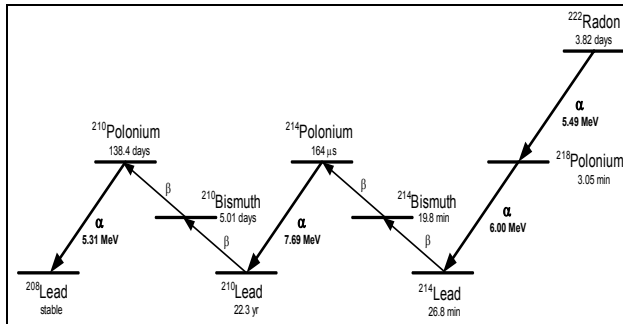 ²²²Radon
3.82 days
α
5.49 MeV
²¹⁰Polonium
138.4 days
²¹⁴Polonium
164 μs
²¹⁸Polonium
3.05 min
β
²¹⁰Bismuth
5.01 days
β
²¹⁴Bismuth
19.8 min
α
5.31 MeV
β
α
7.69 MeV
β
α
6.00 MeV
²⁰⁸Lead
stable
²¹⁰Lead
22.3 yr
²¹⁴Lead
26.8 min